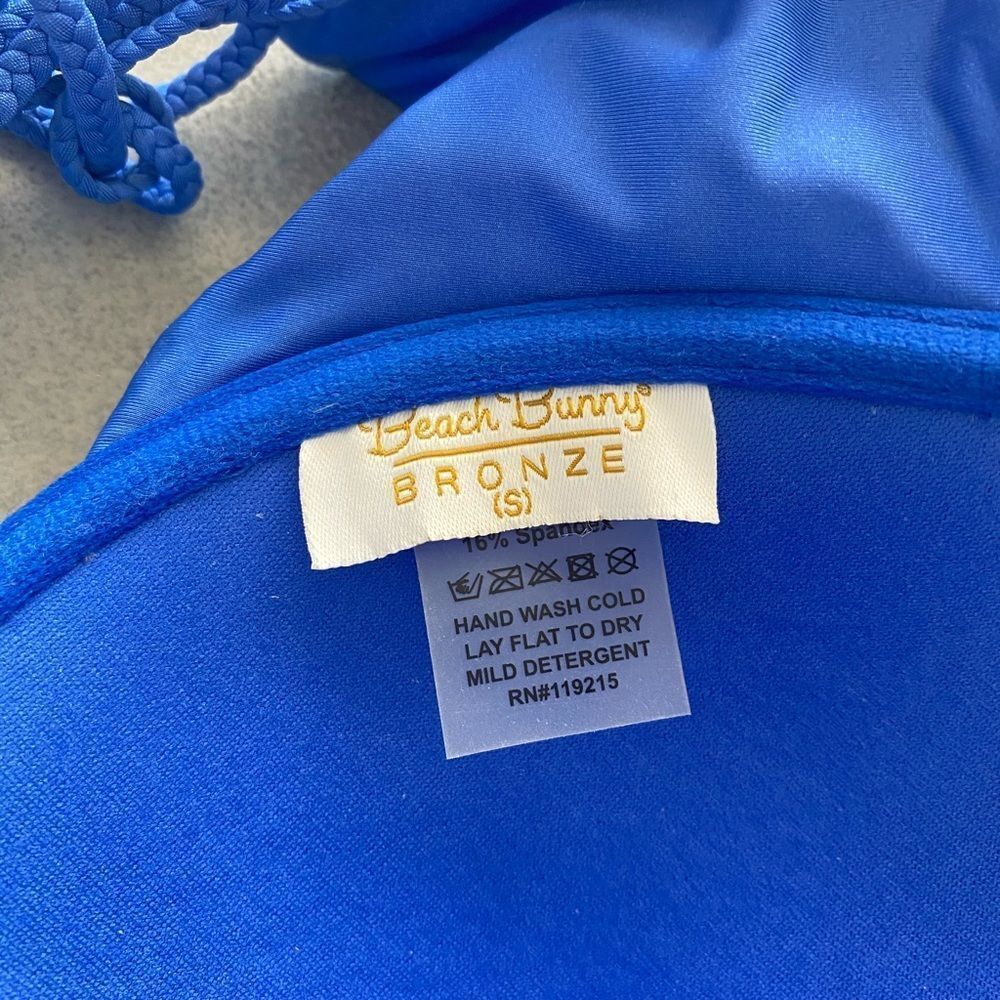 Beach Bunny®
BRONZE
(S)
16% Spandex
HAND WASH COLD
LAY FLAT TO DRY
MILD DETERGENT
RN#119215